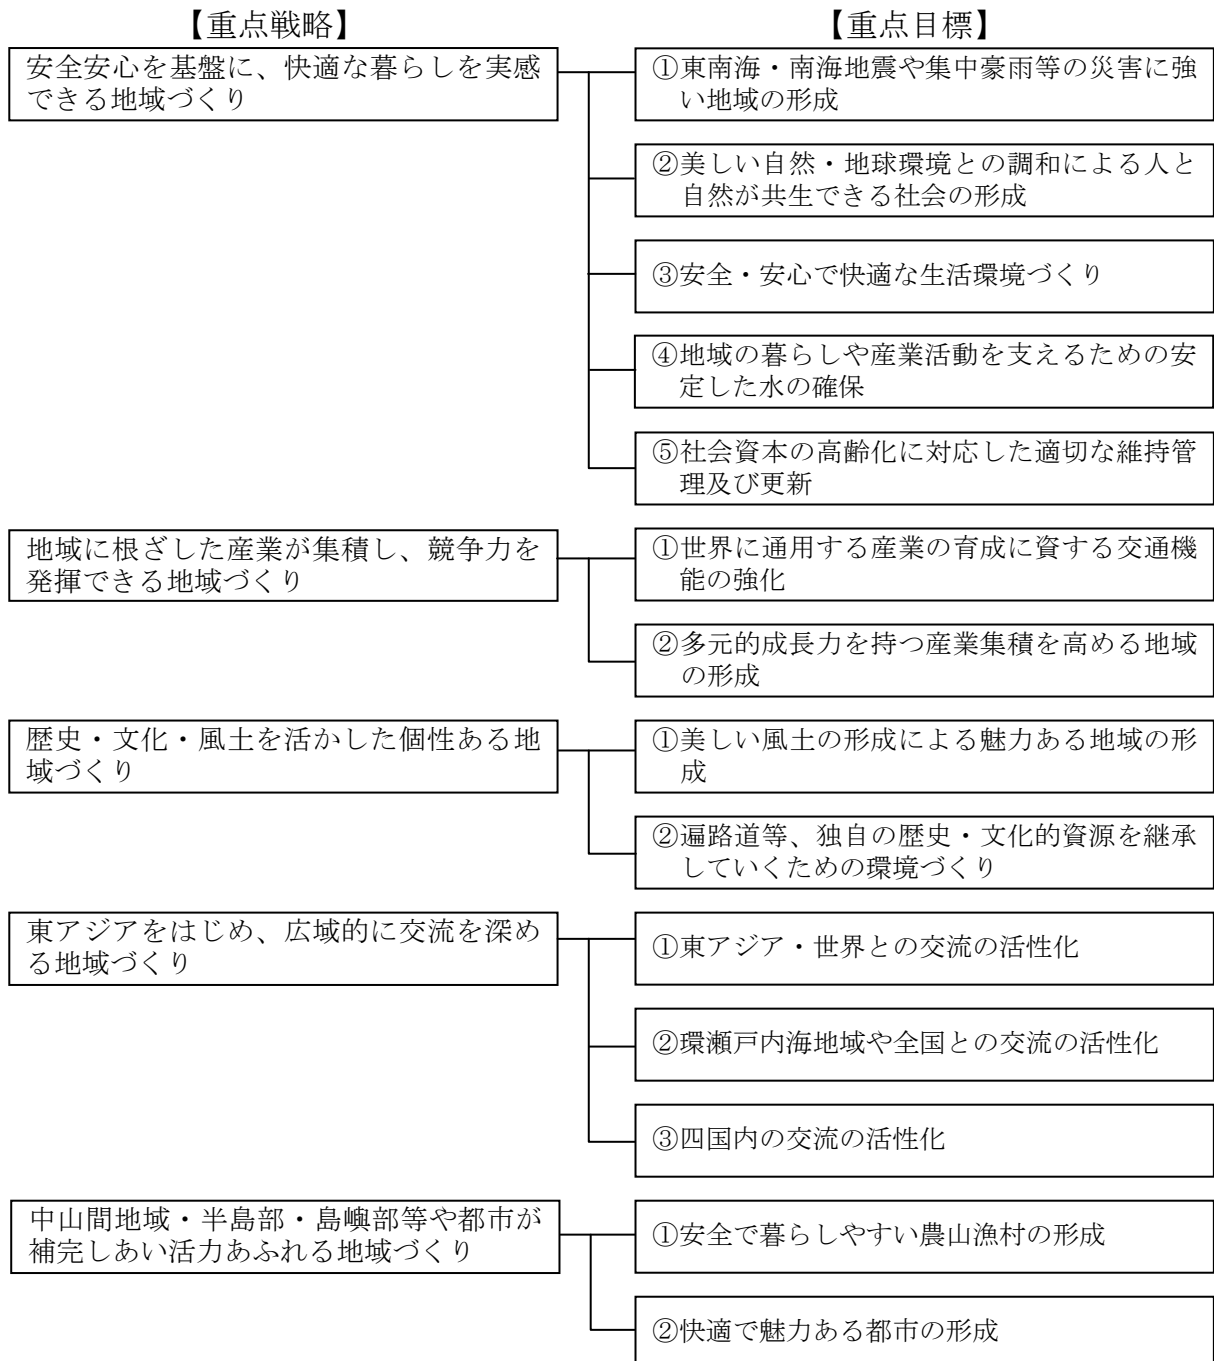 【重点戦略】
【重点目標】
安全安心を基盤に、快適な暮らしを実感
できる地域づくり
①東南海・南海地震や集中豪雨等の災害に強
い地域の形成
②美しい自然・地球環境との調和による人と
自然が共生できる社会の形成
③安全・安心で快適な生活環境づくり
④地域の暮らしや産業活動を支えるための安
定した水の確保
⑤社会資本の高齢化に対応した適切な維持管
理及び更新
地域に根ざした産業が集積し、競争力を
発揮できる地域づくり
①世界に通用する産業の育成に資する交通機
能の強化
②多元的成長力を持つ産業集積を高める地域
の形成
歴史・文化・風土を活かした個性ある地
域づくり
①美しい風土の形成による魅力ある地域の形
成
②遍路道等、独自の歴史・文化的資源を継承
していくための環境づくり
東アジアをはじめ、広域的に交流を深め
る地域づくり
①東アジア・世界との交流の活性化
②環瀬戸内海地域や全国との交流の活性化
③四国内の交流の活性化
中山間地域・半島部・島嶼部等や都市が
補完しあい活力あふれる地域づくり
①安全で暮らしやすい農山漁村の形成
②快適で魅力ある都市の形成